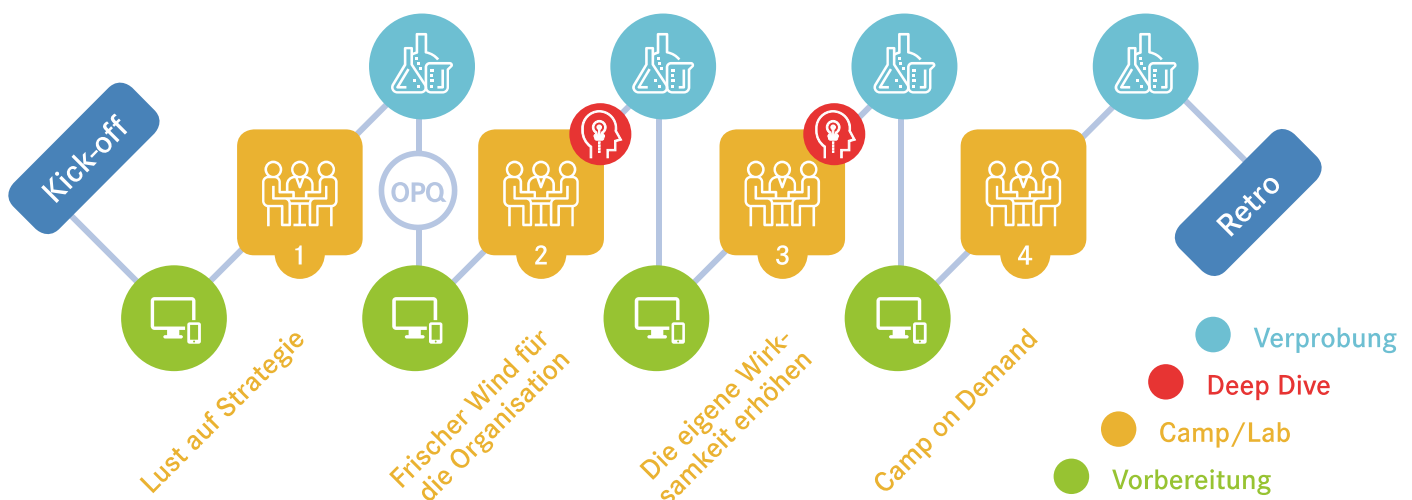 Kick-off
OPQ
1
2
3
4
Retro
Lust auf Strategie
Frischer Wind für
die Organisation
Die eigene Wirk-
samkeit erhöhen
Camp on Demand
Verprobung
Deep Dive
Camp/Lab
Vorbereitung